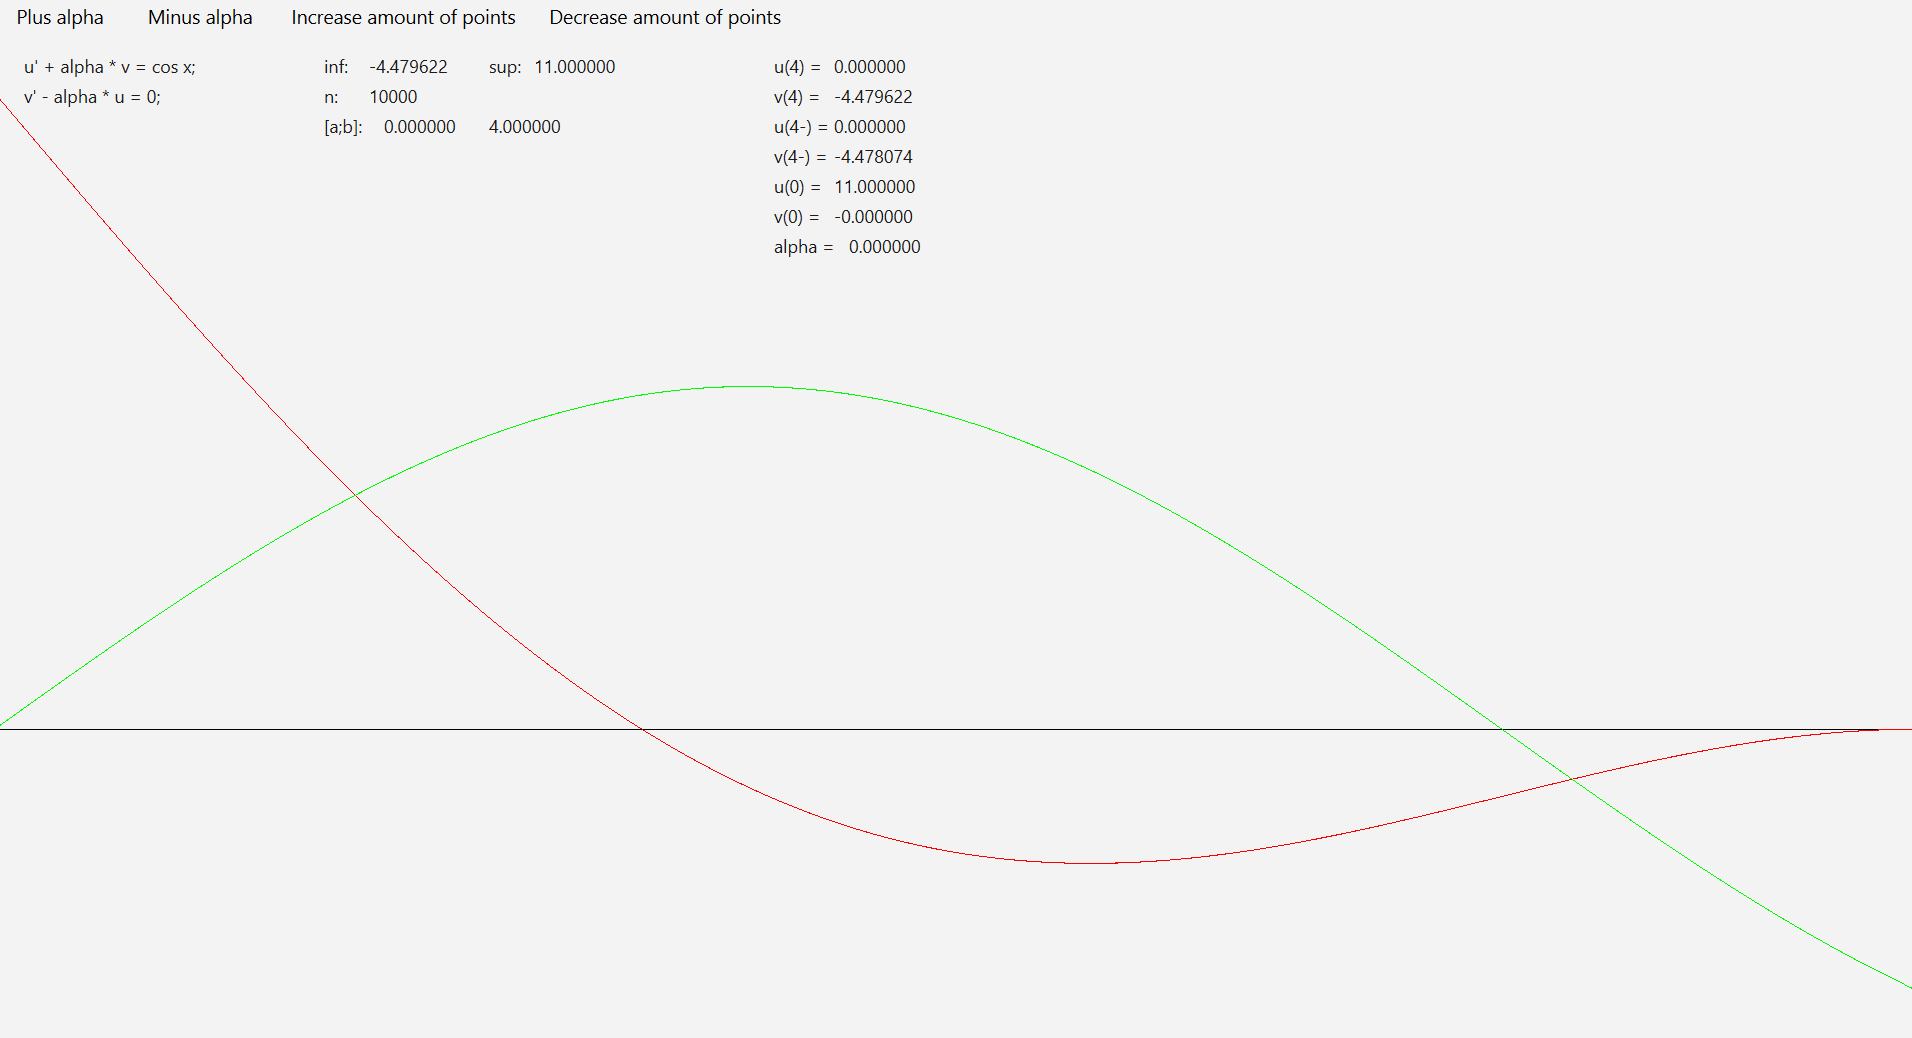 Plus alpha Minus alpha Increase amount of points Decrease amount of points
u' + alpha * v = cos x; inf: -4.479622 sup: 11.000000 u(4) = 0.000000
v' - alpha * u = 0; n: 10000 v(4) = -4.479622
[a;b]: 0.000000 4.000000 u(4-) = 0.000000
v(4-) = -4.478074
u(0) = 11.000000
v(0) = -0.000000
alpha = 0.000000